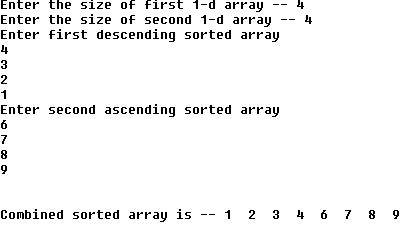 Enter the size of first 1-d array -- 4
Enter the size of second 1-d array -- 4
Enter first descending sorted array
4
3
2
1
Enter second ascending sorted array
6
7
8
9
Combined sorted array is -- 1 2 3 4 6 7 8 9